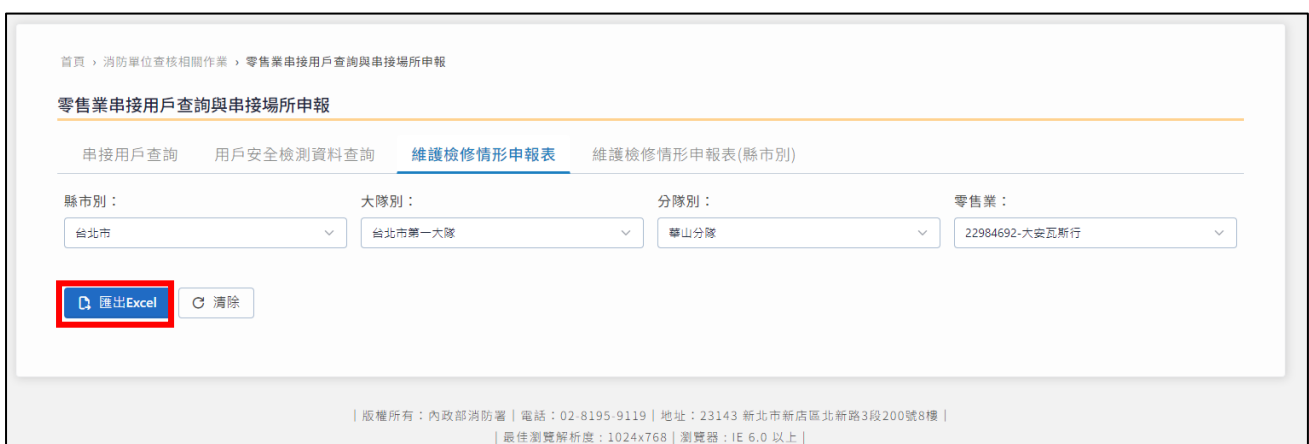 首頁 › 消防單位查核相關作業 › 零售業串接用戶查詢與串接場所申報
零售業串接用戶查詢與串接場所申報
串接用戶查詢 用戶安全檢測資料查詢 維護檢修情形申報表 維護檢修情形申報表(縣市別)
縣市別： 大隊別： 分隊別： 零售業：
台北市 台北市第一大隊 華山分隊 22984692-大安瓦斯行
匯出Excel 清除
| 版權所有：內政部消防署 | 電話：02-8195-9119 | 地址：23143 新北市新店區北新路3段200號8樓 |
| 最佳瀏覽解析度：1024x768 | 瀏覽器：IE 6.0 以上 |